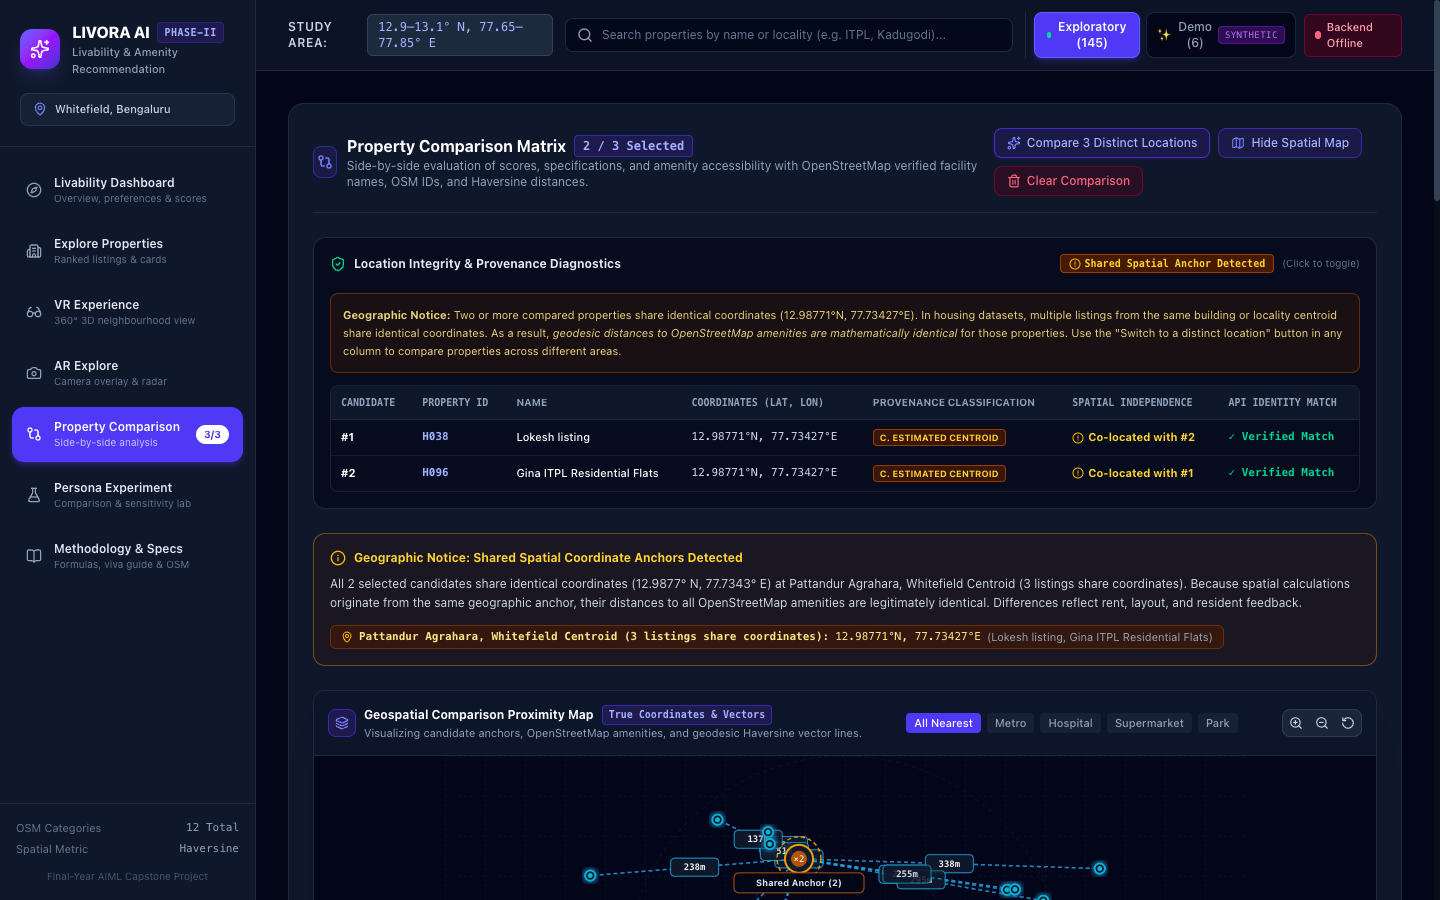 LIVORA AI PHASE-II
Livability & Amenity
Recommendation
Whitefield, Bengaluru
Livability Dashboard
Overview, preferences & scores
Explore Properties
Ranked listings & cards
VR Experience
360° 3D neighbourhood view
AR Explore
Camera overlay & radar
Property Comparison
Side-by-side analysis
3/3
Persona Experiment
Comparison & sensitivity lab
Methodology & Specs
Formulas, viva guide & OSM
OSM Categories 12 Total
Spatial Metric Haversine
Final-Year AIML Capstone Project
STUDY
AREA:
12.9–13.1° N, 77.65–
77.85° E
Search properties by name or locality (e.g. ITPL, Kadugodi)...
Exploratory
(145)
✨ Demo
(6)
SYNTHETIC
Backend
Offline
Property Comparison Matrix 2 / 3 Selected
Side-by-side evaluation of scores, specifications, and amenity accessibility with OpenStreetMap verified facility
names, OSM IDs, and Haversine distances.
Compare 3 Distinct Locations
Hide Spatial Map
Clear Comparison
Location Integrity & Provenance Diagnostics
Shared Spatial Anchor Detected (Click to toggle)
Geographic Notice: Two or more compared properties share identical coordinates (12.98771°N, 77.73427°E). In housing datasets, multiple listings from the same building or locality centroid
share identical coordinates. As a result, geodesic distances to OpenStreetMap amenities are mathematically identical for those properties. Use the "Switch to a distinct location" button in any
column to compare properties across different areas.
CANDIDATE PROPERTY ID NAME COORDINATES (LAT, LON) PROVENANCE CLASSIFICATION SPATIAL INDEPENDENCE API IDENTITY MATCH
#1 H038 Lokesh listing 12.98771°N, 77.73427°E C. ESTIMATED CENTROID Co-located with #2 ✓ Verified Match
#2 H096 Gina ITPL Residential Flats 12.98771°N, 77.73427°E C. ESTIMATED CENTROID Co-located with #1 ✓ Verified Match
Geographic Notice: Shared Spatial Coordinate Anchors Detected
All 2 selected candidates share identical coordinates (12.9877° N, 77.7343° E) at Pattandur Agrahara, Whitefield Centroid (3 listings share coordinates). Because spatial calculations
originate from the same geographic anchor, their distances to all OpenStreetMap amenities are legitimately identical. Differences reflect rent, layout, and resident feedback.
Pattandur Agrahara, Whitefield Centroid (3 listings share coordinates): 12.98771°N, 77.73427°E (Lokesh listing, Gina ITPL Residential Flats)
Geospatial Comparison Proximity Map True Coordinates & Vectors
Visualizing candidate anchors, OpenStreetMap amenities, and geodesic Haversine vector lines.
All Nearest Metro Hospital Supermarket Park
238m
×2
338m
255m
Shared Anchor (2)